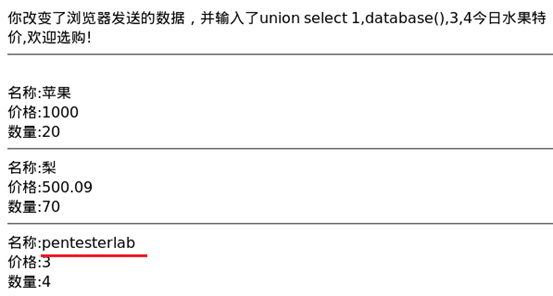 你改变了浏览器发送的数据，并输入了union select 1,database(),3,4今日水果特
价,欢迎选购!
名称:苹果
价格:1000
数量:20
名称:梨
价格:500.09
数量:70
名称:pentesterlab
价格:3
数量:4